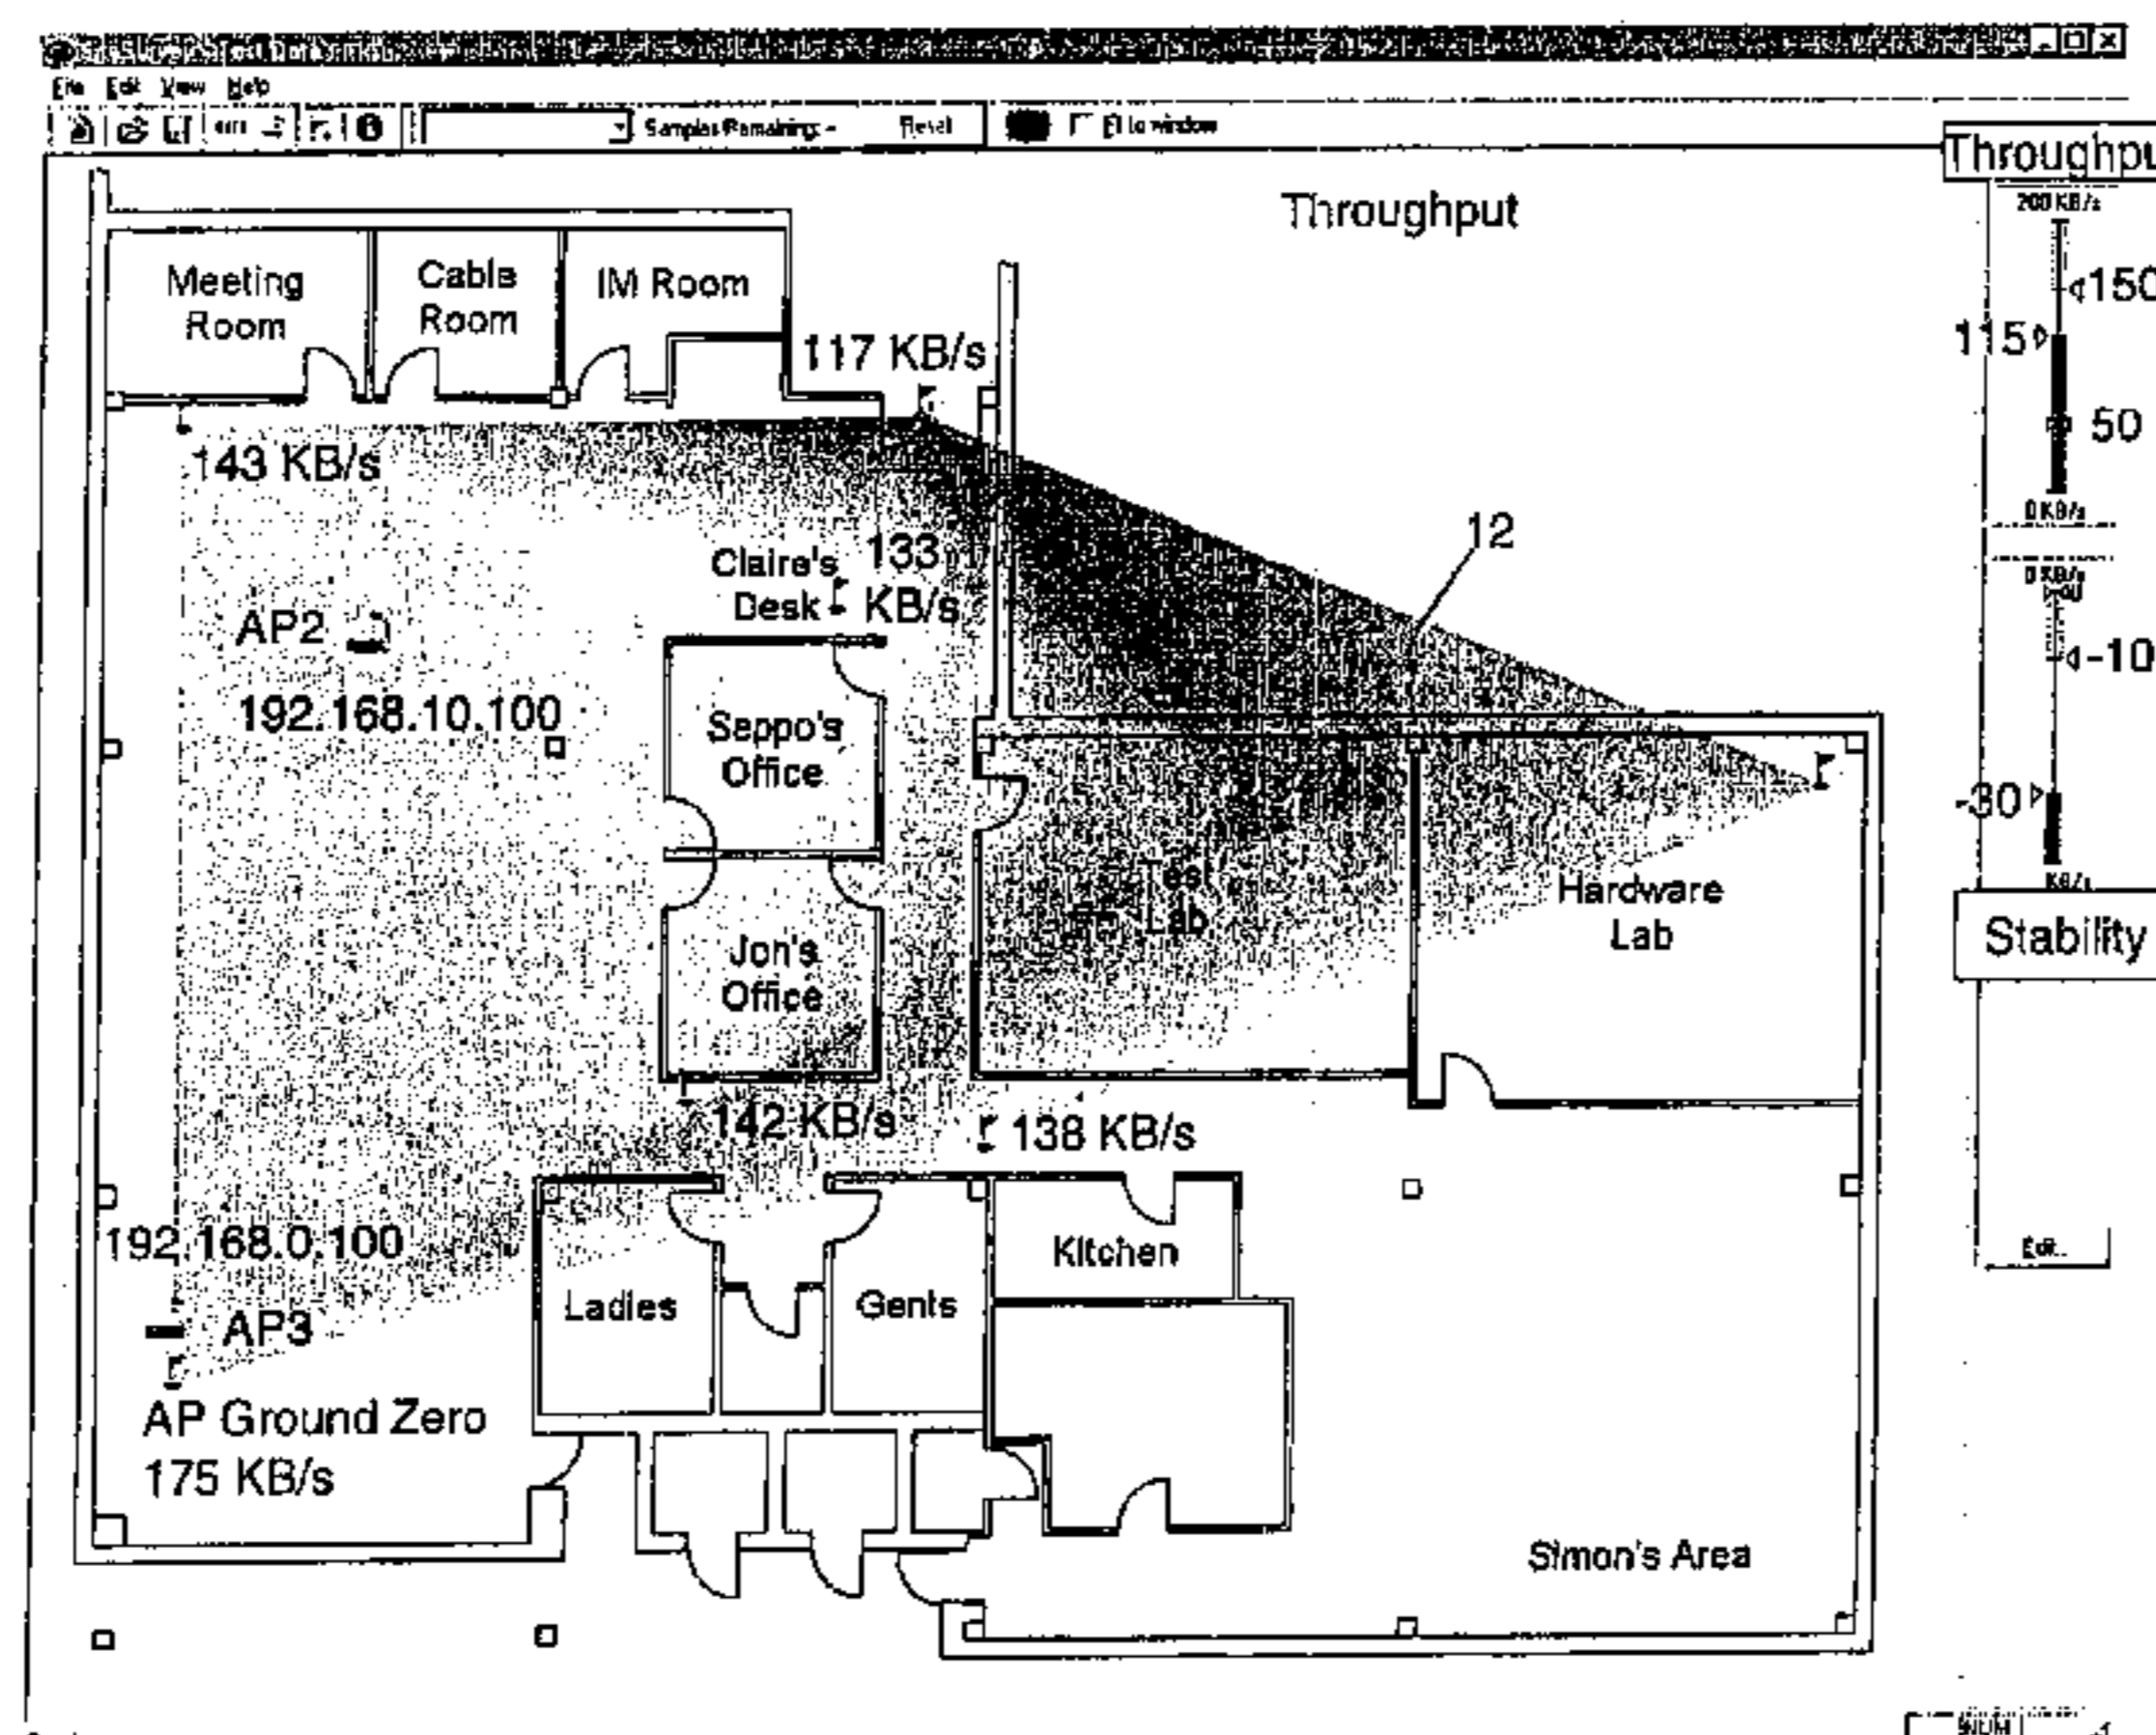 File Edit View Help
Samples Remaining: - Reset Fit to window
Throughpu
Throughput
200 KB/s
150
115
50
0 KB/s
0 KB/s
-10
-30
KB/s
Stability
Edit...
Meeting
Room
Cable
Room
IM Room
117 KB/s
143 KB/s
12
Claire's
Desk
133
KB/s
AP2
192.168.10.100
Seppo's
Office
Test
Lab
Hardware
Lab
Jon's
Office
142 KB/s
138 KB/s
192.168.0.100
AP3
Kitchen
Ladies
Gents
AP Ground Zero
175 KB/s
Simon's Area
NUM